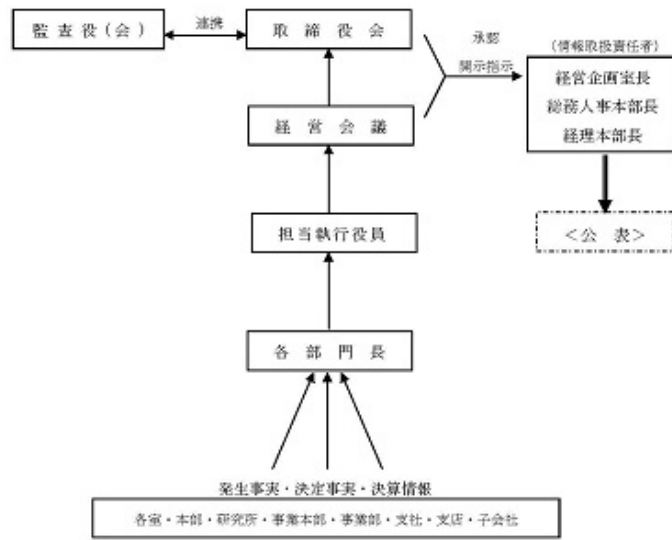 監査役(会)
連携
取締役会
承認
開示指示
(情報取扱責任者)
経営企画室長
総務人事本部長
経理本部長
経営会議
<公 表>
担当執行役員
各部門長
発生事実・決定事実・決算情報
各室・本部・研究所・事業本部・事業部・支社・支店・子会社